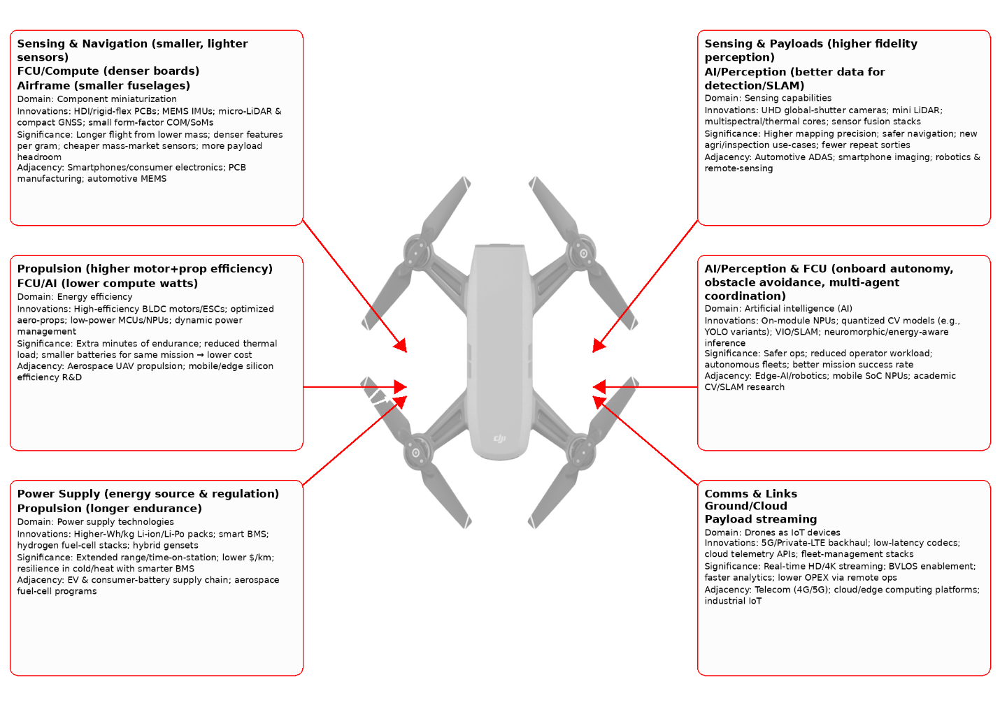 Sensing & Navigation (smaller, lighter
sensors)
FCU/Compute (denser boards)
Airframe (smaller fuselages)
Domain: Component miniaturization
Innovations: HDI/rigid-flex PCBs; MEMS IMUs; micro-LiDAR &
compact GNSS; small form-factor COM/SoMs
Significance: Longer flight from lower mass; denser features
per gram; cheaper mass-market sensors; more payload
headroom
Adjacency: Smartphones/consumer electronics; PCB
manufacturing; automotive MEMS
Propulsion (higher motor+prop efficiency)
FCU/AI (lower compute watts)
Domain: Energy efficiency
Innovations: High-efficiency BLDC motors/ESCs; optimized
aero-props; low-power MCUs/NPUs; dynamic power
management
Significance: Extra minutes of endurance; reduced thermal
load; smaller batteries for same mission → lower cost
Adjacency: Aerospace UAV propulsion; mobile/edge silicon
efficiency R&D
Power Supply (energy source & regulation)
Propulsion (longer endurance)
Domain: Power supply technologies
Innovations: Higher-Wh/kg Li-ion/Li-Po packs; smart BMS;
hydrogen fuel-cell stacks; hybrid gensets
Significance: Extended range/time-on-station; lower $/km;
resilience in cold/heat with smarter BMS
Adjacency: EV & consumer-battery supply chain; aerospace
fuel-cell programs
dji
Sensing & Payloads (higher fidelity
perception)
AI/Perception (better data for
detection/SLAM)
Domain: Sensing capabilities
Innovations: UHD global-shutter cameras; mini LiDAR;
multispectral/thermal cores; sensor fusion stacks
Significance: Higher mapping precision; safer navigation; new
agri/inspection use-cases; fewer repeat sorties
Adjacency: Automotive ADAS; smartphone imaging; robotics &
remote-sensing
AI/Perception & FCU (onboard autonomy,
obstacle avoidance, multi-agent
coordination)
Domain: Artificial intelligence (AI)
Innovations: On-module NPUs; quantized CV models (e.g.,
YOLO variants); VIO/SLAM; neuromorphic/energy-aware
inference
Significance: Safer ops; reduced operator workload;
autonomous fleets; better mission success rate
Adjacency: Edge-AI/robotics; mobile SoC NPUs; academic
CV/SLAM research
Comms & Links
Ground/Cloud
Payload streaming
Domain: Drones as IoT devices
Innovations: 5G/Private-LTE backhaul; low-latency codecs;
cloud telemetry APIs; fleet-management stacks
Significance: Real-time HD/4K streaming; BVLOS enablement;
faster analytics; lower OPEX via remote ops
Adjacency: Telecom (4G/5G); cloud/edge computing platforms;
industrial IoT